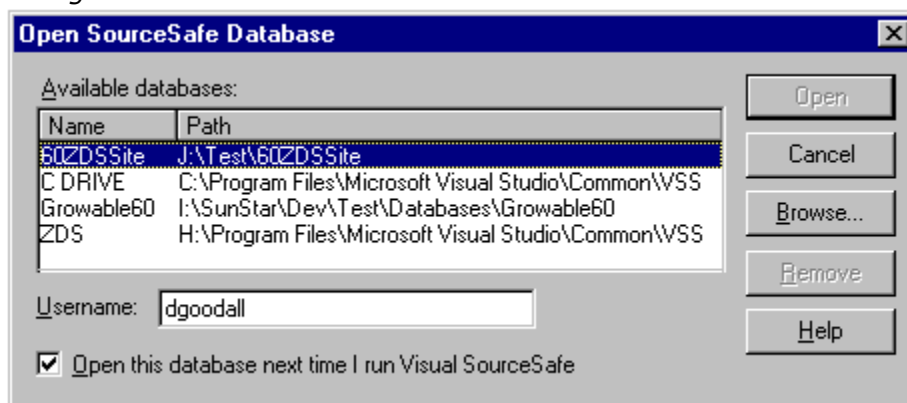 Open SourceSafe Database
Available databases:
Name Path
60ZDSSite J:\Test\60ZDSSite
C DRIVE C:\Program Files\Microsoft Visual Studio\Common\VSS
Growable60 I:\SunStar\Dev\Test\Databases\Growable60
ZDS H:\Program Files\Microsoft Visual Studio\Common\VSS
Username: dgoodall
Open this database next time I run Visual SourceSafe
Open
Cancel
Browse...
Remove
Help